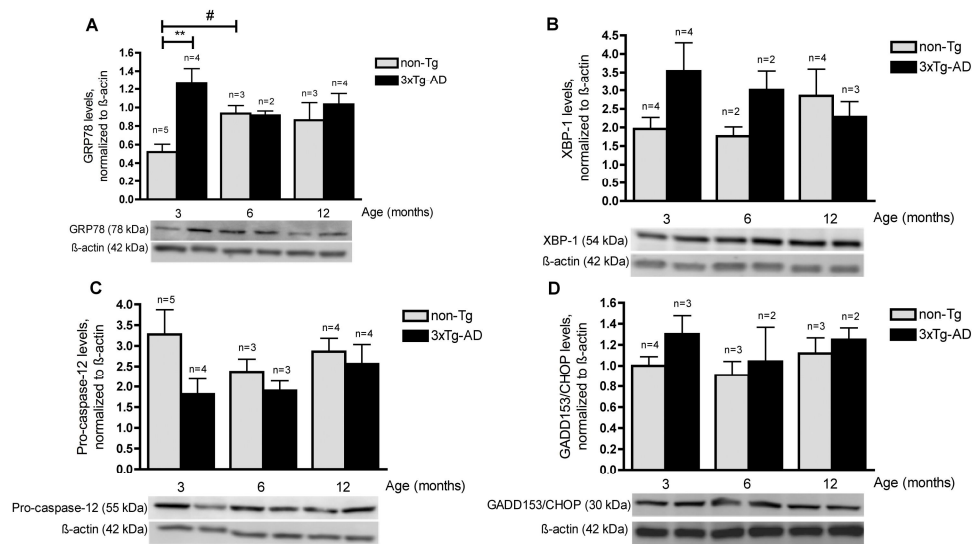 A
#
**
GRP78 levels,
normalized to ß-actin
1.6
1.4
1.2
1.0
0.8
0.6
0.4
0.2
0.0
n=5
n=4
n=3
n=2
n=3
n=4
non-Tg
3xTg-AD
3 6 12 Age (months)
GRP78 (78 kDa)
ß-actin (42 kDa)
B
XBP-1 levels,
normalized to ß-actin
4.5
4.0
3.5
3.0
2.5
2.0
1.5
1.0
0.5
0.0
n=4
n=4
n=2
n=2
n=4
n=3
non-Tg
3xTg-AD
3 6 12 Age (months)
XBP-1 (54 kDa)
ß-actin (42 kDa)
C
Pro-caspase-12 levels,
normalized to ß-actin
4.0
3.5
3.0
2.5
2.0
1.5
1.0
0.5
0.0
n=5
n=4
n=3
n=3
n=4
n=4
non-Tg
3xTg-AD
3 6 12 Age (months)
Pro-caspase-12 (55 kDa)
ß-actin (42 kDa)
D
GADD153/CHOP levels,
normalized to ß-actin
1.6
1.4
1.2
1.0
0.8
0.6
0.4
0.2
0.0
n=4
n=3
n=3
n=2
n=3
n=2
non-Tg
3xTg-AD
3 6 12 Age (months)
GADD153/CHOP (30 kDa)
ß-actin (42 kDa)